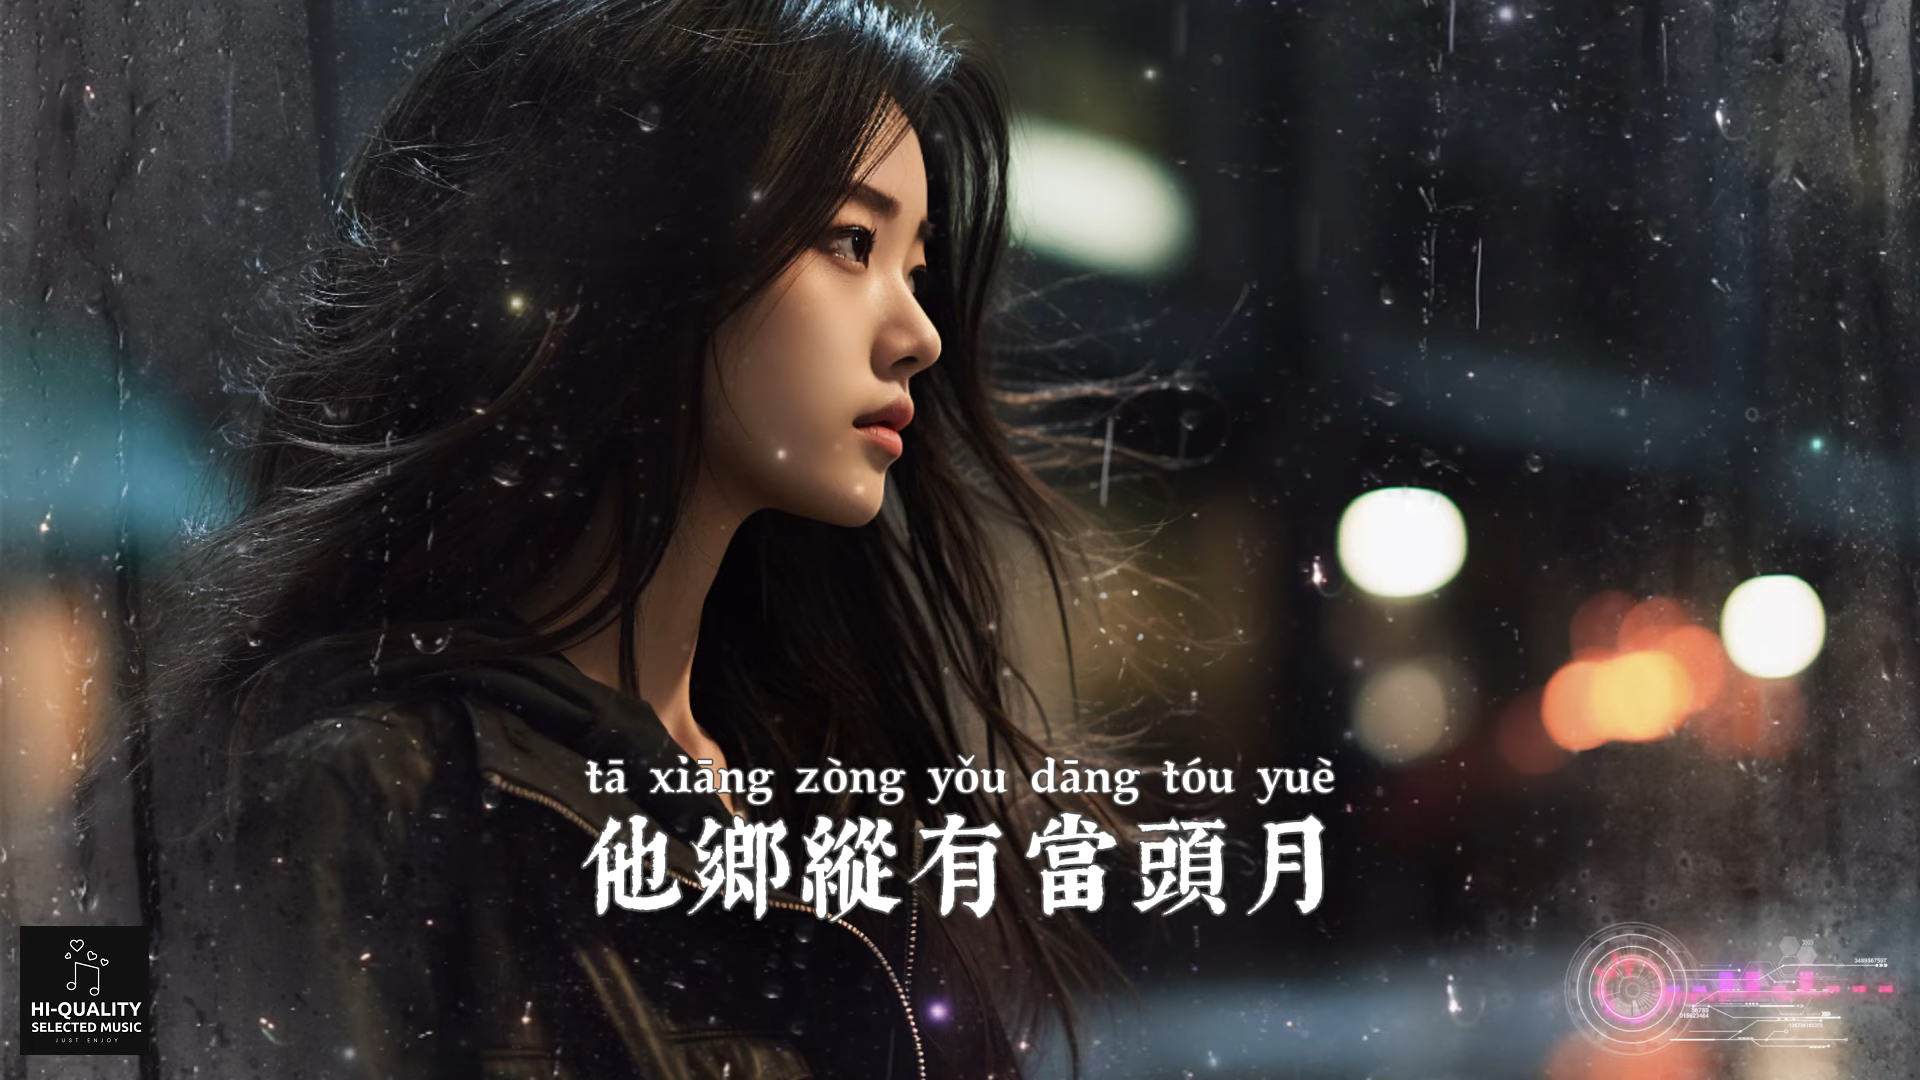 tā xiāng zòng yǒu dāng tóu yuè
他鄉縱有當頭月
HI-QUALITY
SELECTED MUSIC
JUST ENJOY